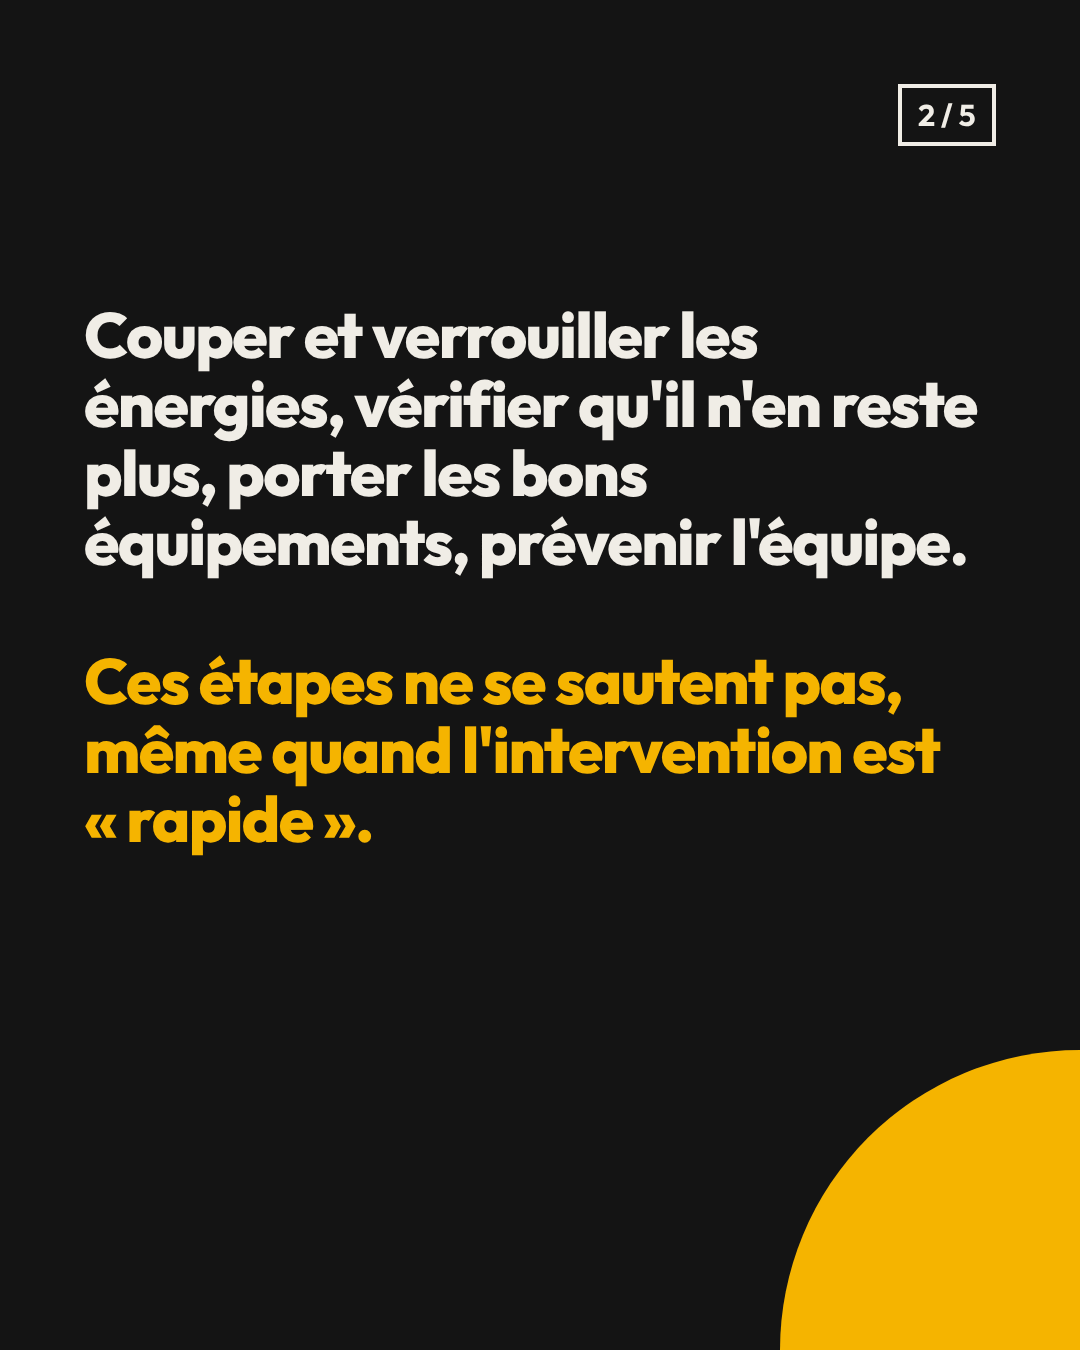 2 / 5
Couper et verrouiller les
énergies, vérifier qu'il n'en reste
plus, porter les bons
équipements, prévenir l'équipe.
Ces étapes ne se sautent pas,
même quand l'intervention est
« rapide ».